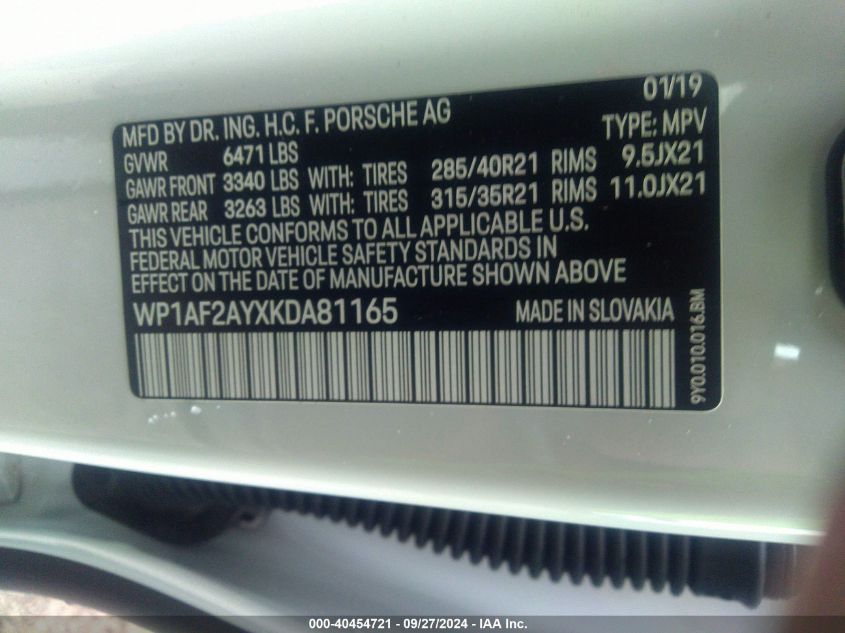 01/19
MFD BY DR. ING. H.C. F. PORSCHE AG
TYPE: MPV
GVWR 6471 LBS
GAWR FRONT 3340 LBS WITH: TIRES 285/40R21 RIMS 9.5JX21
GAWR REAR 3263 LBS WITH: TIRES 315/35R21 RIMS 11.0JX21
THIS VEHICLE CONFORMS TO ALL APPLICABLE U.S.
FEDERAL MOTOR VEHICLE SAFETY STANDARDS IN
EFFECT ON THE DATE OF MANUFACTURE SHOWN ABOVE
WP1AF2AYXKDA81165 MADE IN SLOVAKIA
9Y0.010.016.BM
000-40454721 - 09/27/2024 - IAA Inc.